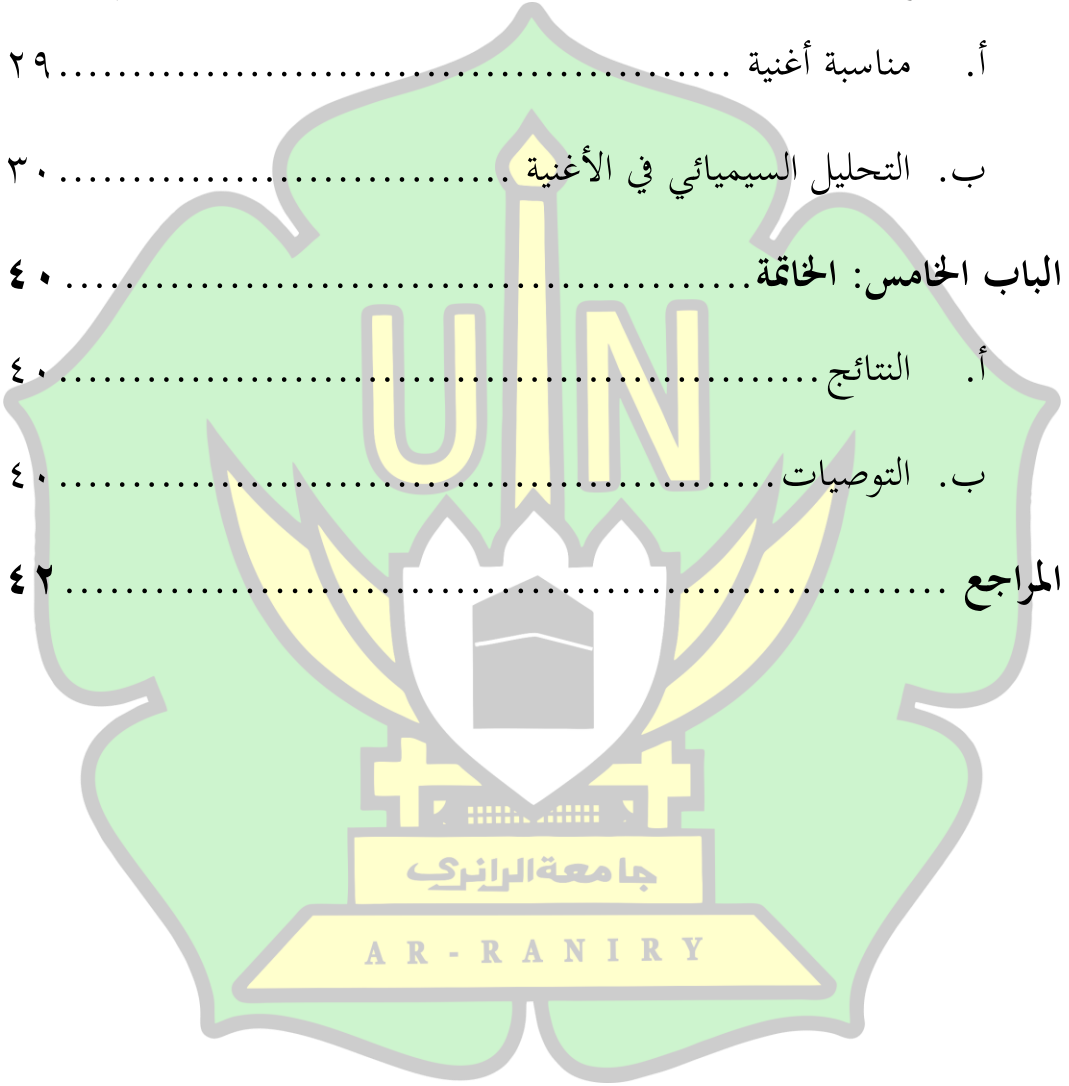 أ. مناسبة أغنية ................................................ ٢٩
ب. التحليل السيميائي في الأغنية ................................ ٣٠
الباب الخامس: الخاتمة ................................................ ٤٠
أ. النتائج .................................................... ٤٠
ب. التوصيات ................................................. ٤٠
المراجع ............................................................ ٤٢
UIN
جامعة الرانري
AR-RANIRY